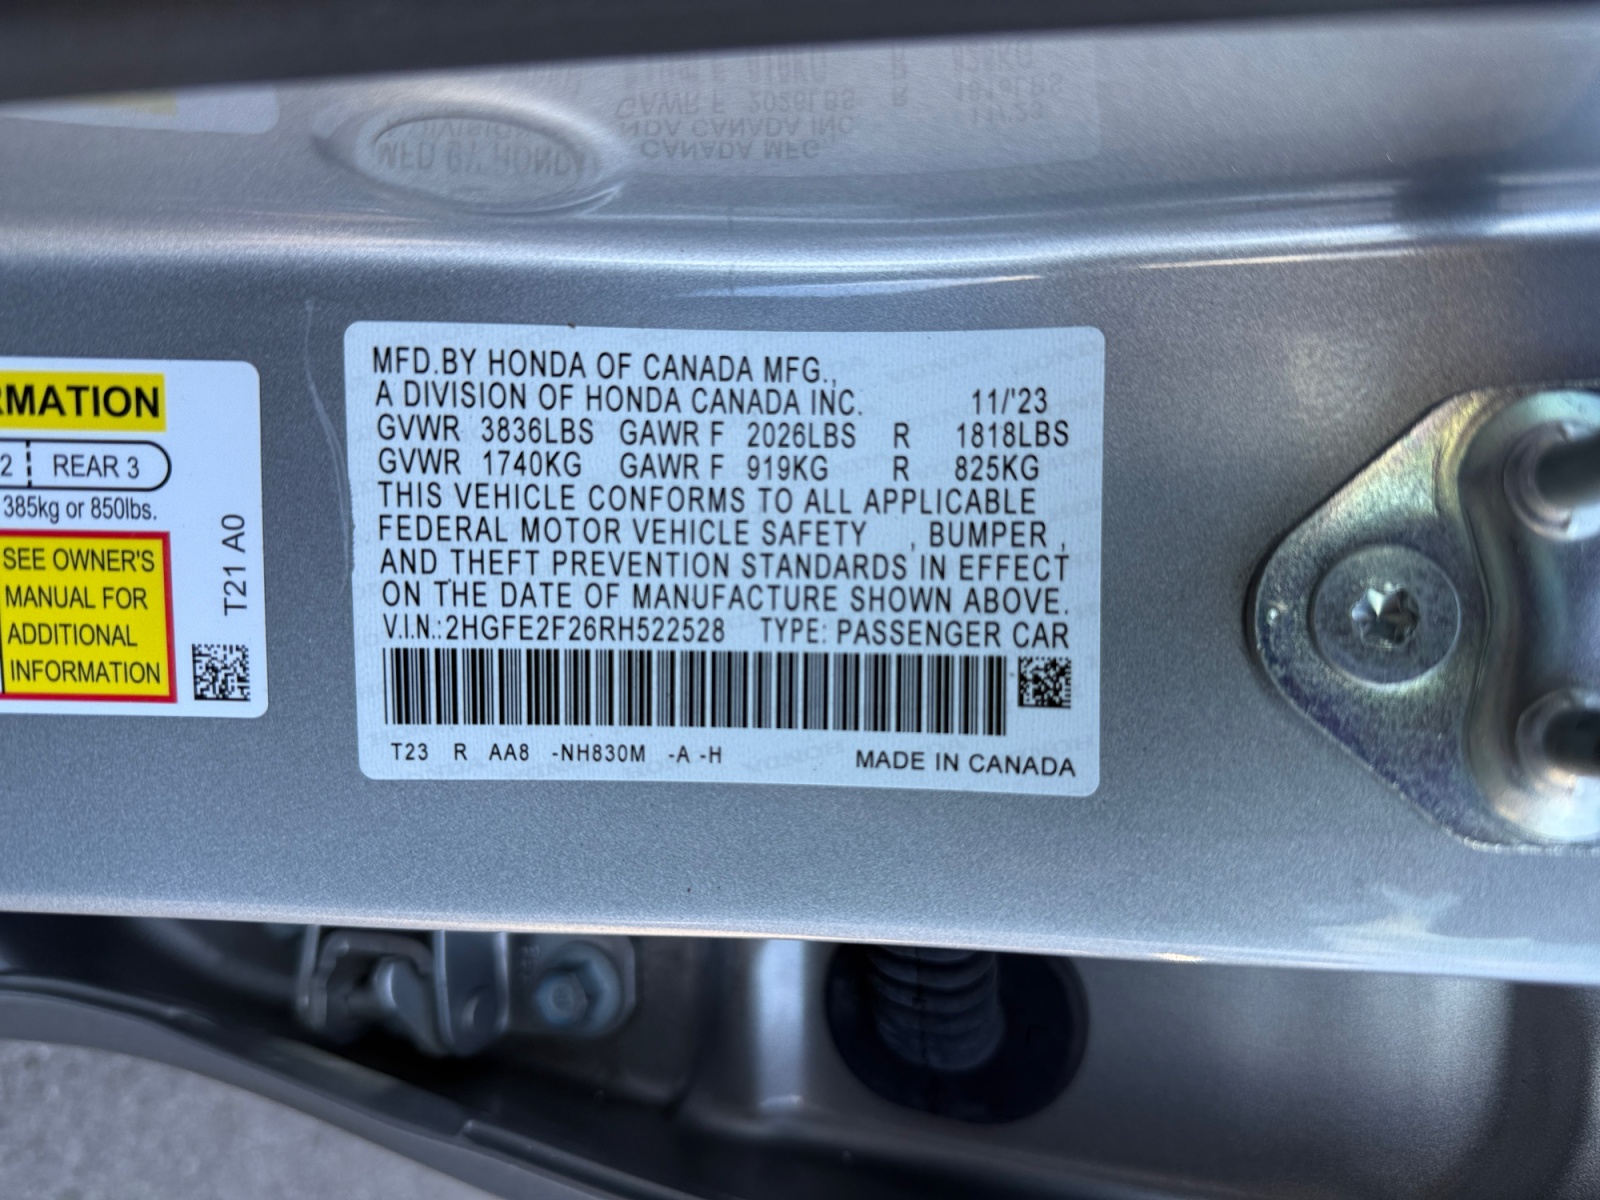 RMATION
2 REAR 3
385kg or 850lbs.
SEE OWNER'S
MANUAL FOR
ADDITIONAL
INFORMATION
T21 A0
MFD.BY HONDA OF CANADA MFG.,
A DIVISION OF HONDA CANADA INC. 11/'23
GVWR 3836LBS GAWR F 2026LBS R 1818LBS
GVWR 1740KG GAWR F 919KG R 825KG
THIS VEHICLE CONFORMS TO ALL APPLICABLE
FEDERAL MOTOR VEHICLE SAFETY , BUMPER ,
AND THEFT PREVENTION STANDARDS IN EFFECT
ON THE DATE OF MANUFACTURE SHOWN ABOVE.
V.I.N.:2HGFE2F26RH522528 TYPE: PASSENGER CAR
T23 R AA8 -NH830M -A -H MADE IN CANADA